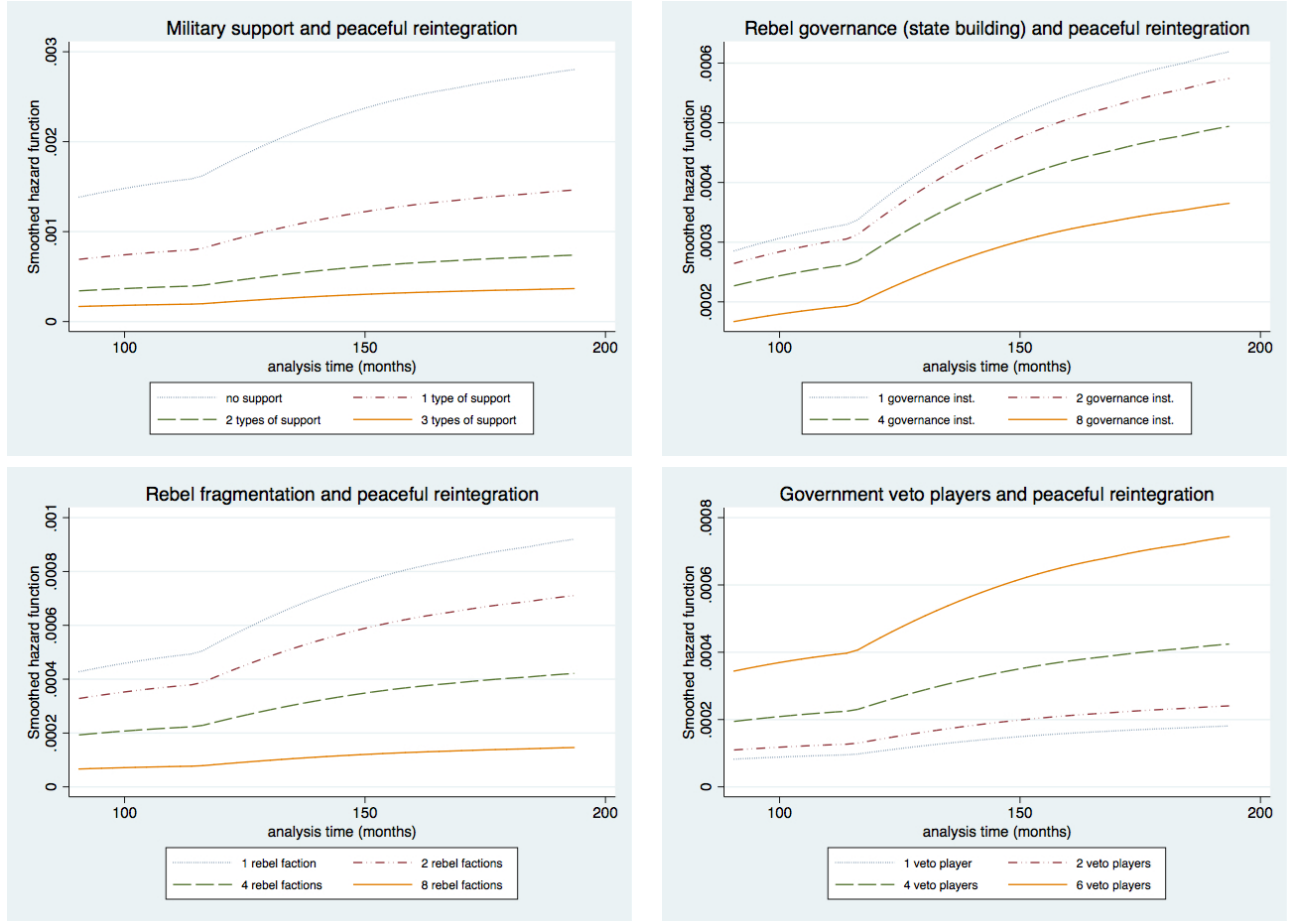 Military support and peaceful reintegration
Smoothed hazard function
.003
.002
.001
0
100 150 200
analysis time (months)
no support 1 type of support
2 types of support 3 types of support
Rebel governance (state building) and peaceful reintegration
Smoothed hazard function
.0006
.0005
.0004
.0003
.0002
100 150 200
analysis time (months)
1 governance inst. 2 governance inst.
4 governance inst. 8 governance inst.
Rebel fragmentation and peaceful reintegration
Smoothed hazard function
.001
.0008
.0006
.0004
.0002
0
100 150 200
analysis time (months)
1 rebel faction 2 rebel factions
4 rebel factions 8 rebel factions
Government veto players and peaceful reintegration
Smoothed hazard function
.0008
.0006
.0004
.0002
0
100 150 200
analysis time (months)
1 veto player 2 veto players
4 veto players 6 veto players